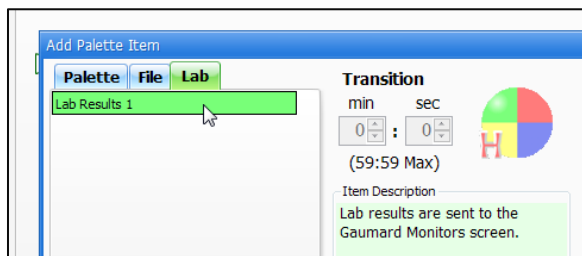 Add Palette Item
Palette File Lab
Lab Results 1
Transition
min sec
0 : 0
(59:59 Max)
H
Item Description
Lab results are sent to the
Gaumard Monitors screen.